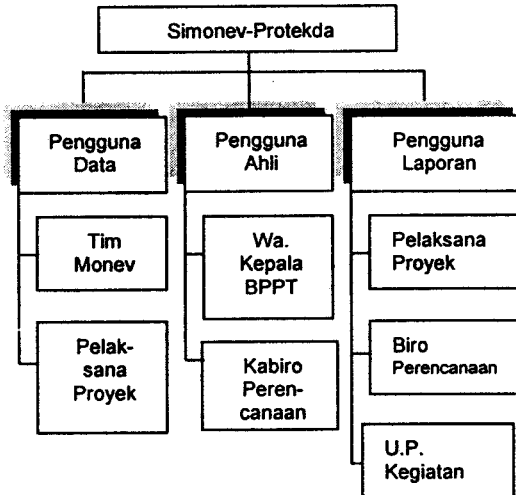 Simonev-Protekda
Pengguna
Data
Pengguna
Ahli
Pengguna
Laporan
Tim
Monev
Wa.
Kepala
BPPT
Pelaksana
Proyek
Pelak-
sana
Proyek
Kabiro
Peren-
canaan
Biro
Perencanaan
U.P.
Kegiatan